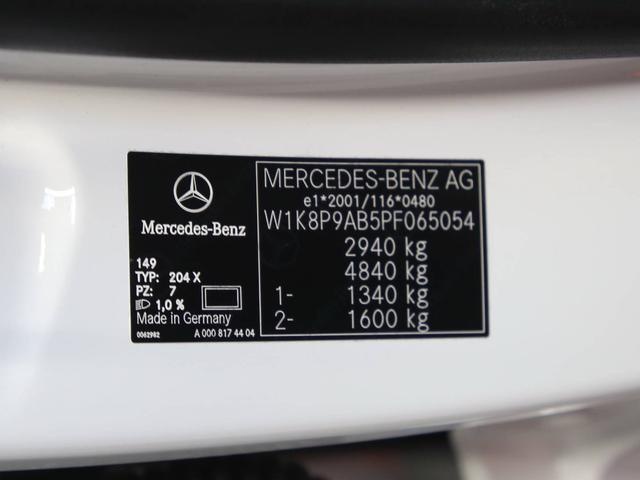 Mercedes-Benz
149
TYP: 204 X
PZ: 7
1,0 %
Made in Germany
0062982 A 000 817 44 04
MERCEDES-BENZ AG
e1*2001/116*0480
W1K8P9AB5PF065054
2940 kg
4840 kg
1- 1340 kg
2- 1600 kg